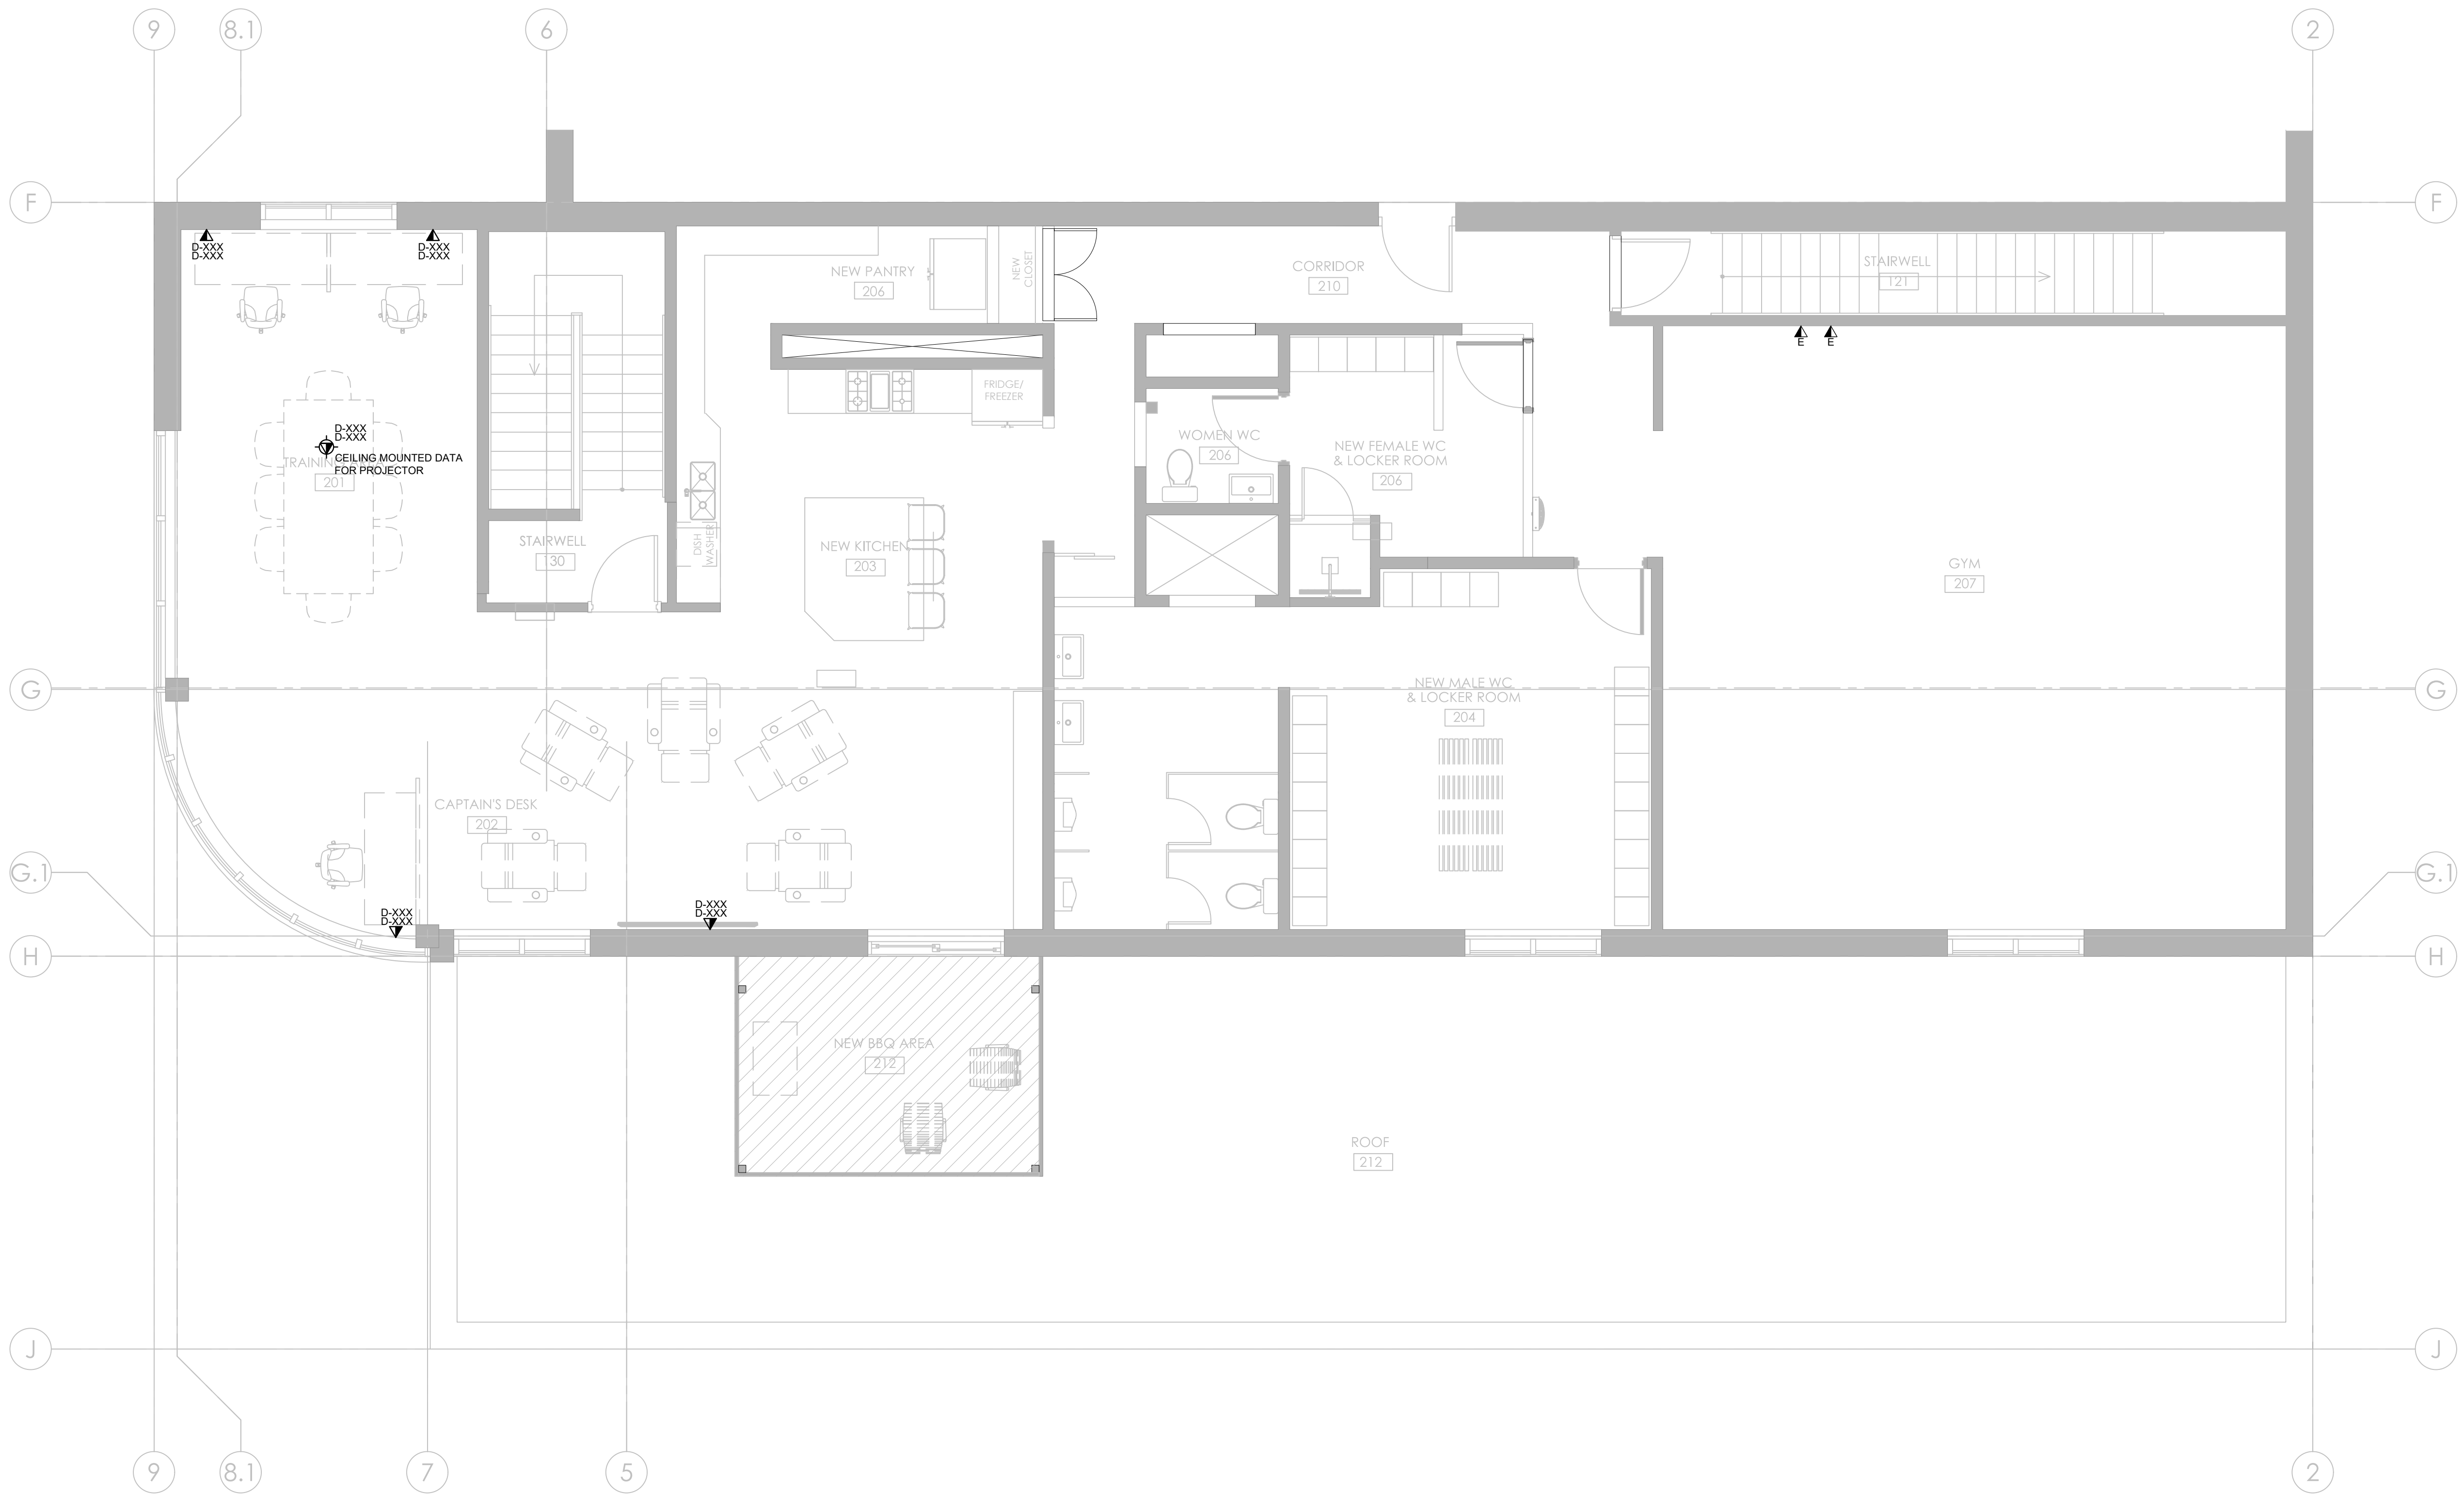 9
8.1
6
2
F
F
D-XXX
D-XXX
D-XXX
D-XXX
NEW PANTRY
206
NEW
CLOSET
CORRIDOR
210
STAIRWELL
121
E
E
FRIDGE/
FREEZER
D-XXX
D-XXX
CEILING MOUNTED DATA
FOR PROJECTOR
TRAINING AREA
201
WOMEN WC
206
NEW FEMALE WC
& LOCKER ROOM
206
STAIRWELL
130
DISH
WASHER
NEW KITCHEN
203
GYM
207
G
G
NEW MALE WC
& LOCKER ROOM
204
CAPTAIN'S DESK
202
G.1
G.1
D-XXX
D-XXX
D-XXX
D-XXX
H
H
NEW BBQ AREA
212
ROOF
212
J
J
9
8.1
7
5
2